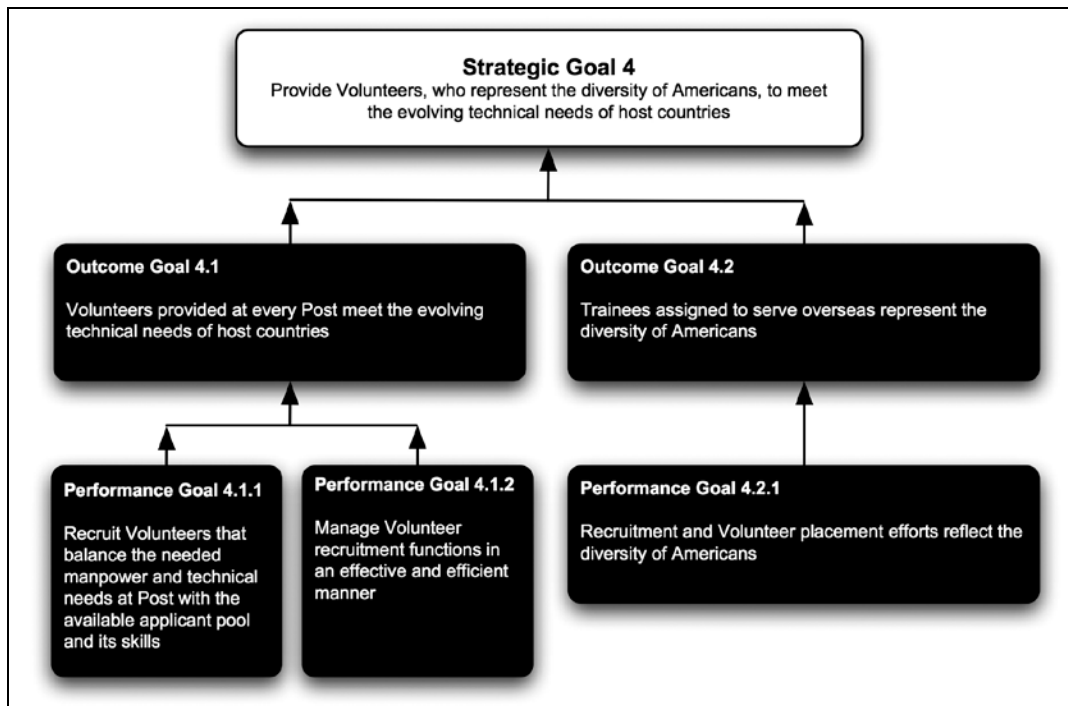 Strategic Goal 4
Provide Volunteers, who represent the diversity of Americans, to meet
the evolving technical needs of host countries
Outcome Goal 4.1
Volunteers provided at every Post meet the evolving
technical needs of host countries
Outcome Goal 4.2
Trainees assigned to serve overseas represent the
diversity of Americans
Performance Goal 4.1.1
Recruit Volunteers that
balance the needed
manpower and technical
needs at Post with the
available applicant pool
and its skills
Performance Goal 4.1.2
Manage Volunteer
recruitment functions in
an effective and efficient
manner
Performance Goal 4.2.1
Recruitment and Volunteer placement efforts reflect the
diversity of Americans